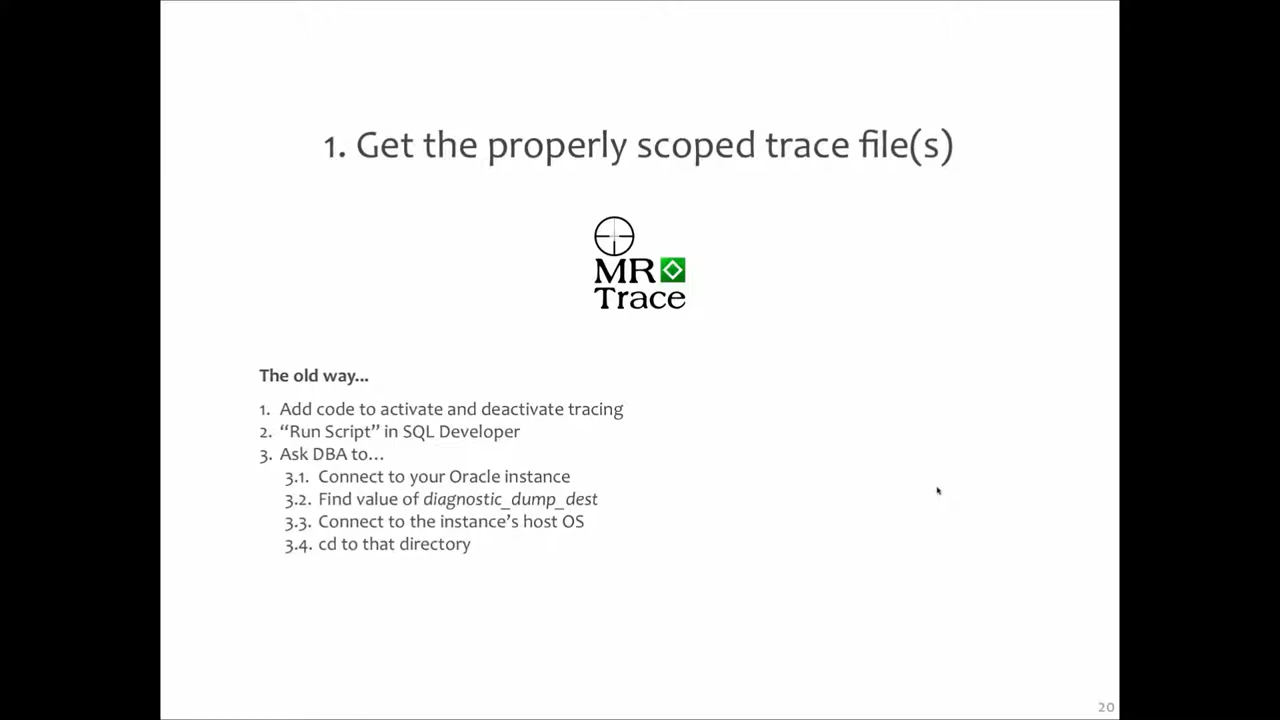 1. Get the properly scoped trace file(s)
MR
Trace
The old way...
1. Add code to activate and deactivate tracing
2. “Run Script” in SQL Developer
3. Ask DBA to…
3.1. Connect to your Oracle instance
3.2. Find value of diagnostic_dump_dest
3.3. Connect to the instance’s host OS
3.4. cd to that directory
20